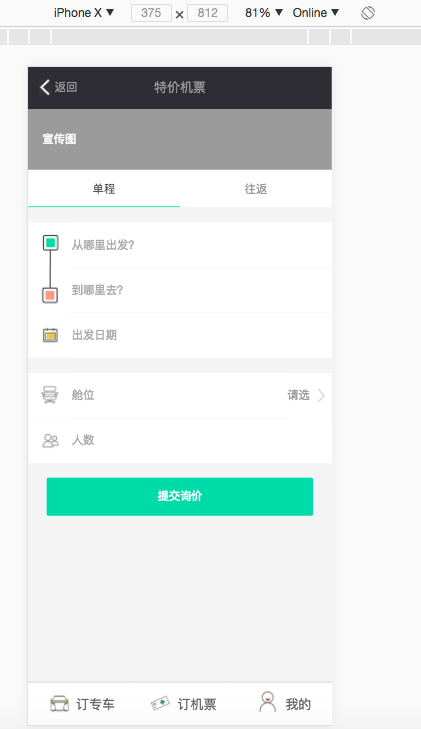 iPhone X ▼ 375 × 812 81% ▼ Online ▼
返回 特价机票
宣传图
单程 往返
从哪里出发?
到哪里去?
出发日期
舱位 请选
人数
提交询价
订专车 订机票 我的